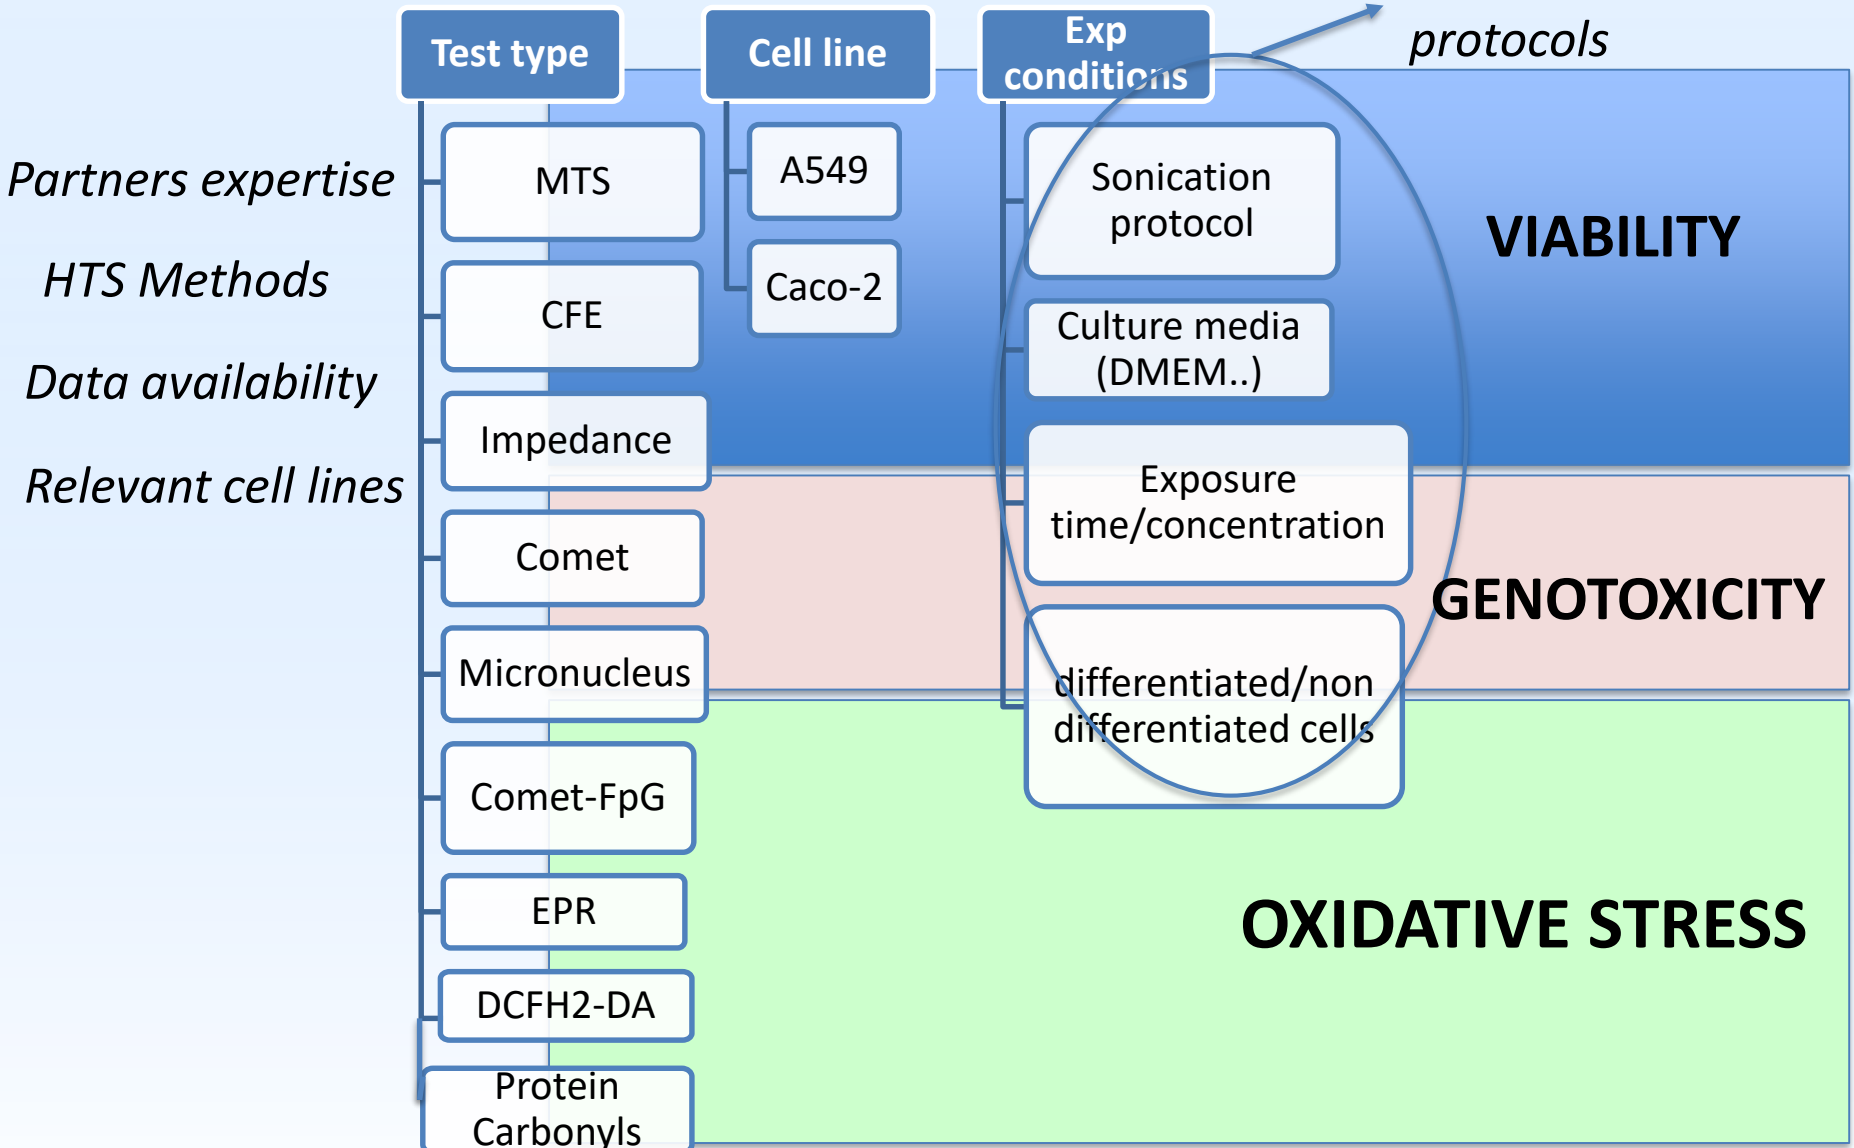 Test type
Cell line
Exp
conditions
protocols
Partners expertise
HTS Methods
Data availability
Relevant cell lines
MTS
CFE
Impedance
Comet
Micronucleus
Comet-FpG
EPR
DCFH2-DA
Protein
Carbonyls
A549
Caco-2
Sonication
protocol
Culture media
(DMEM..)
Exposure
time/concentration
differentiated/non
differentiated cells
VIABILITY
GENOTOXICITY
OXIDATIVE STRESS